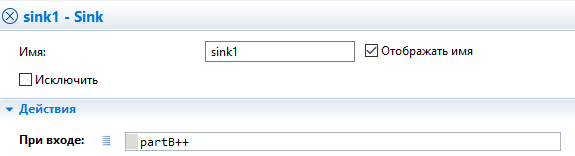 sink1 - Sink
Имя: sink1 Отображать имя
Исключить
Действия
При входе: partB++